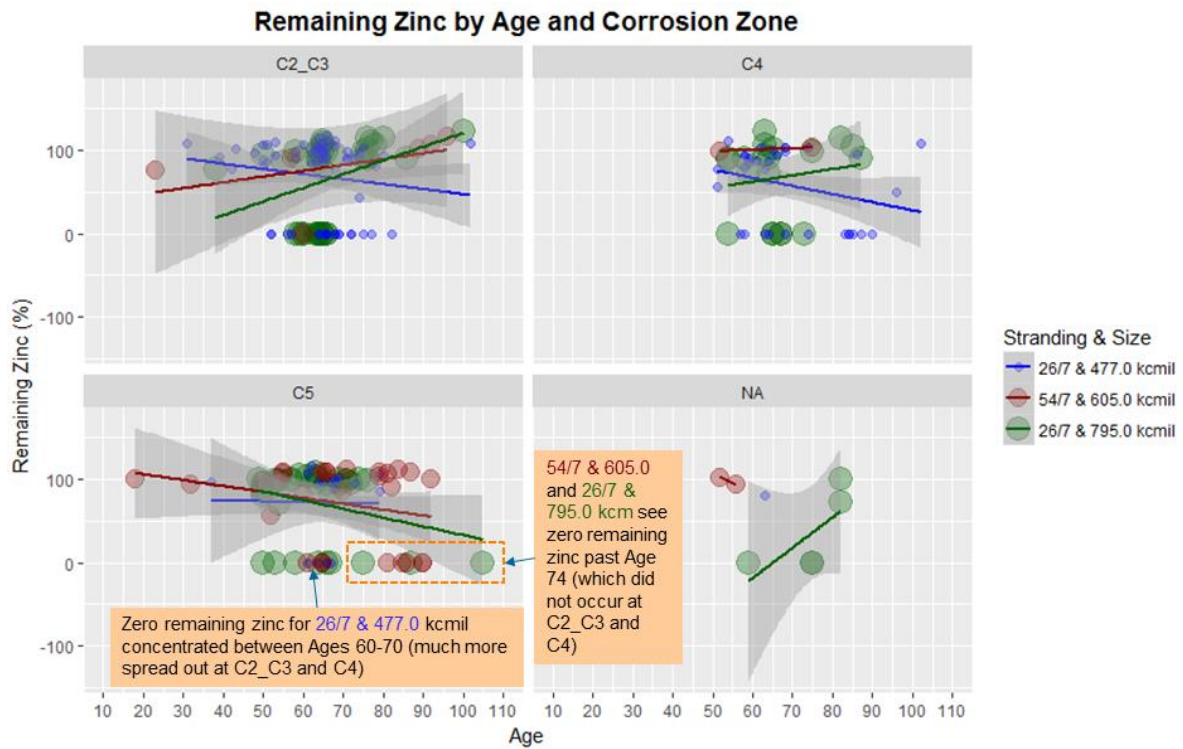 Remaining Zinc by Age and Corrosion Zone
C2_C3
C4
100
0
-100
Remaining Zinc (%)
C5
NA
100
0
-100
54/7 & 605.0
and 26/7 &
795.0 kcm see
zero remaining
zinc past Age
74 (which did
not occur at
C2_C3 and
C4)
Zero remaining zinc for 26/7 & 477.0 kcmil
concentrated between Ages 60-70 (much more
spread out at C2_C3 and C4)
10 20 30 40 50 60 70 80 90 100 110
10 20 30 40 50 60 70 80 90 100 110
Age
Stranding & Size
26/7 & 477.0 kcmil
54/7 & 605.0 kcmil
26/7 & 795.0 kcmil